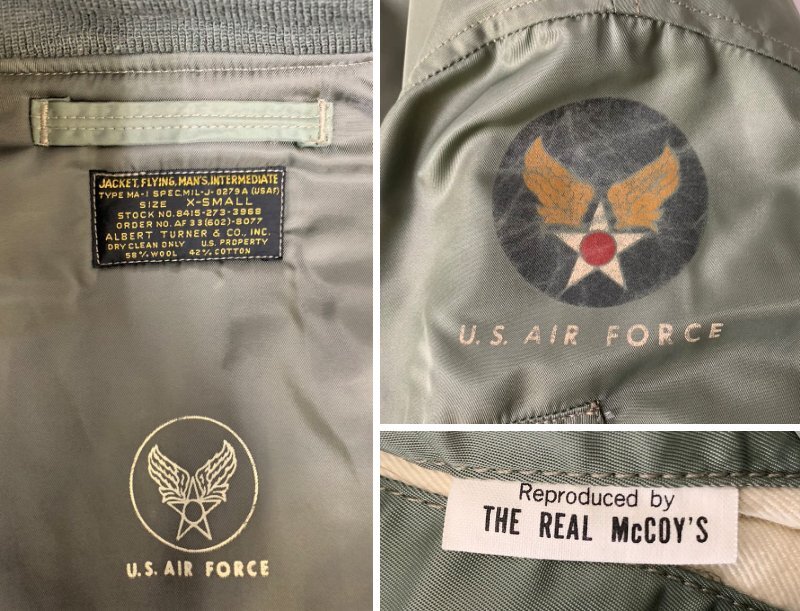 JACKET, FLYING, MAN'S, INTERMEDIATE
TYPE MA-1 SPEC. MIL-J-8279A (USAF)
SIZE X-SMALL
STOCK NO. 8415-273-3968
ORDER NO. AF 33(602)-8077
ALBERT TURNER & CO., INC.
DRY CLEAN ONLY U.S. PROPERTY
58% WOOL 42% COTTON
U.S. AIR FORCE
U.S. AIR FORCE
Reproduced by
THE REAL McCOY'S